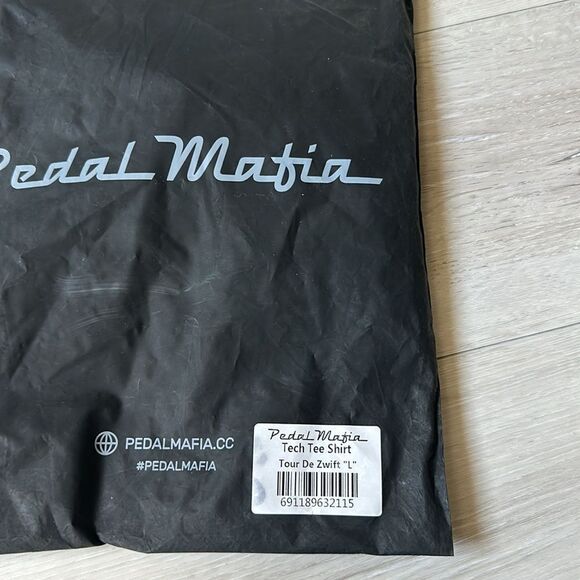 Pedal Mafia
PEDALMAFIA.CC
#PEDALMAFIA
Pedal Mafia
Tech Tee Shirt
Tour De Zwift "L"
691189632115